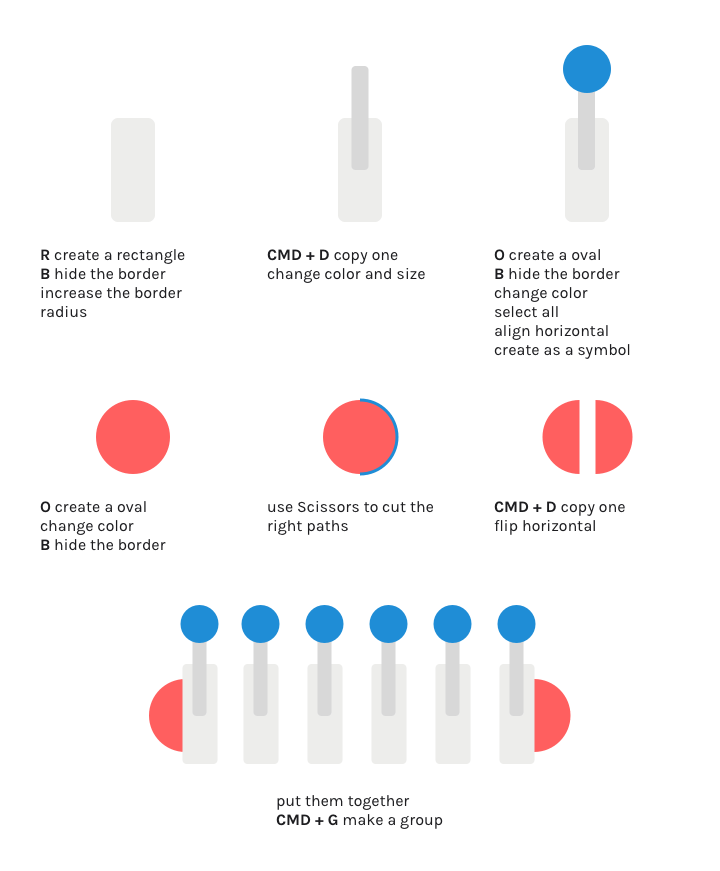 R create a rectangle
B hide the border
increase the border
radius
CMD + D copy one
change color and size
O create a oval
B hide the border
change color
select all
align horizontal
create as a symbol
O create a oval
change color
B hide the border
use Scissors to cut the
right paths
CMD + D copy one
flip horizontal
put them together
CMD + G make a group